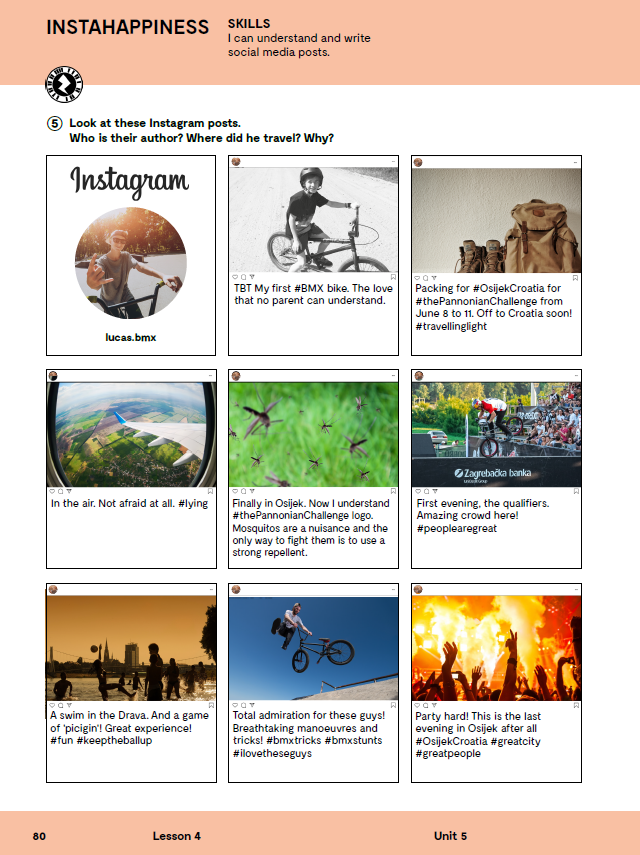 INSTAHAPPINESS
SKILLS
I can understand and write
social media posts.
5 Look at these Instagram posts.
Who is their author? Where did he travel? Why?
Instagram
lucas.bmx
TBT My first #BMX bike. The love
that no parent can understand.
Packing for #OsijekCroatia for
#thePannonianChallenge from
June 8 to 11. Off to Croatia soon!
#travellinglight
In the air. Not afraid at all. #lying
Finally in Osijek. Now I understand
#thePannonianChallenge logo.
Mosquitos are a nuisance and the
only way to fight them is to use a
strong repellent.
Zagrebačka banka
First evening, the qualifiers.
Amazing crowd here!
#peoplearegreat
A swim in the Drava. And a game
of 'picigin'! Great experience!
#fun #keeptheballup
Total admiration for these guys!
Breathtaking manoeuvres and
tricks! #bmxtricks #bmxstunts
#ilovetheseguys
Party hard! This is the last
evening in Osijek after all
#OsijekCroatia #greatcity
#greatpeople
80
Lesson 4
Unit 5